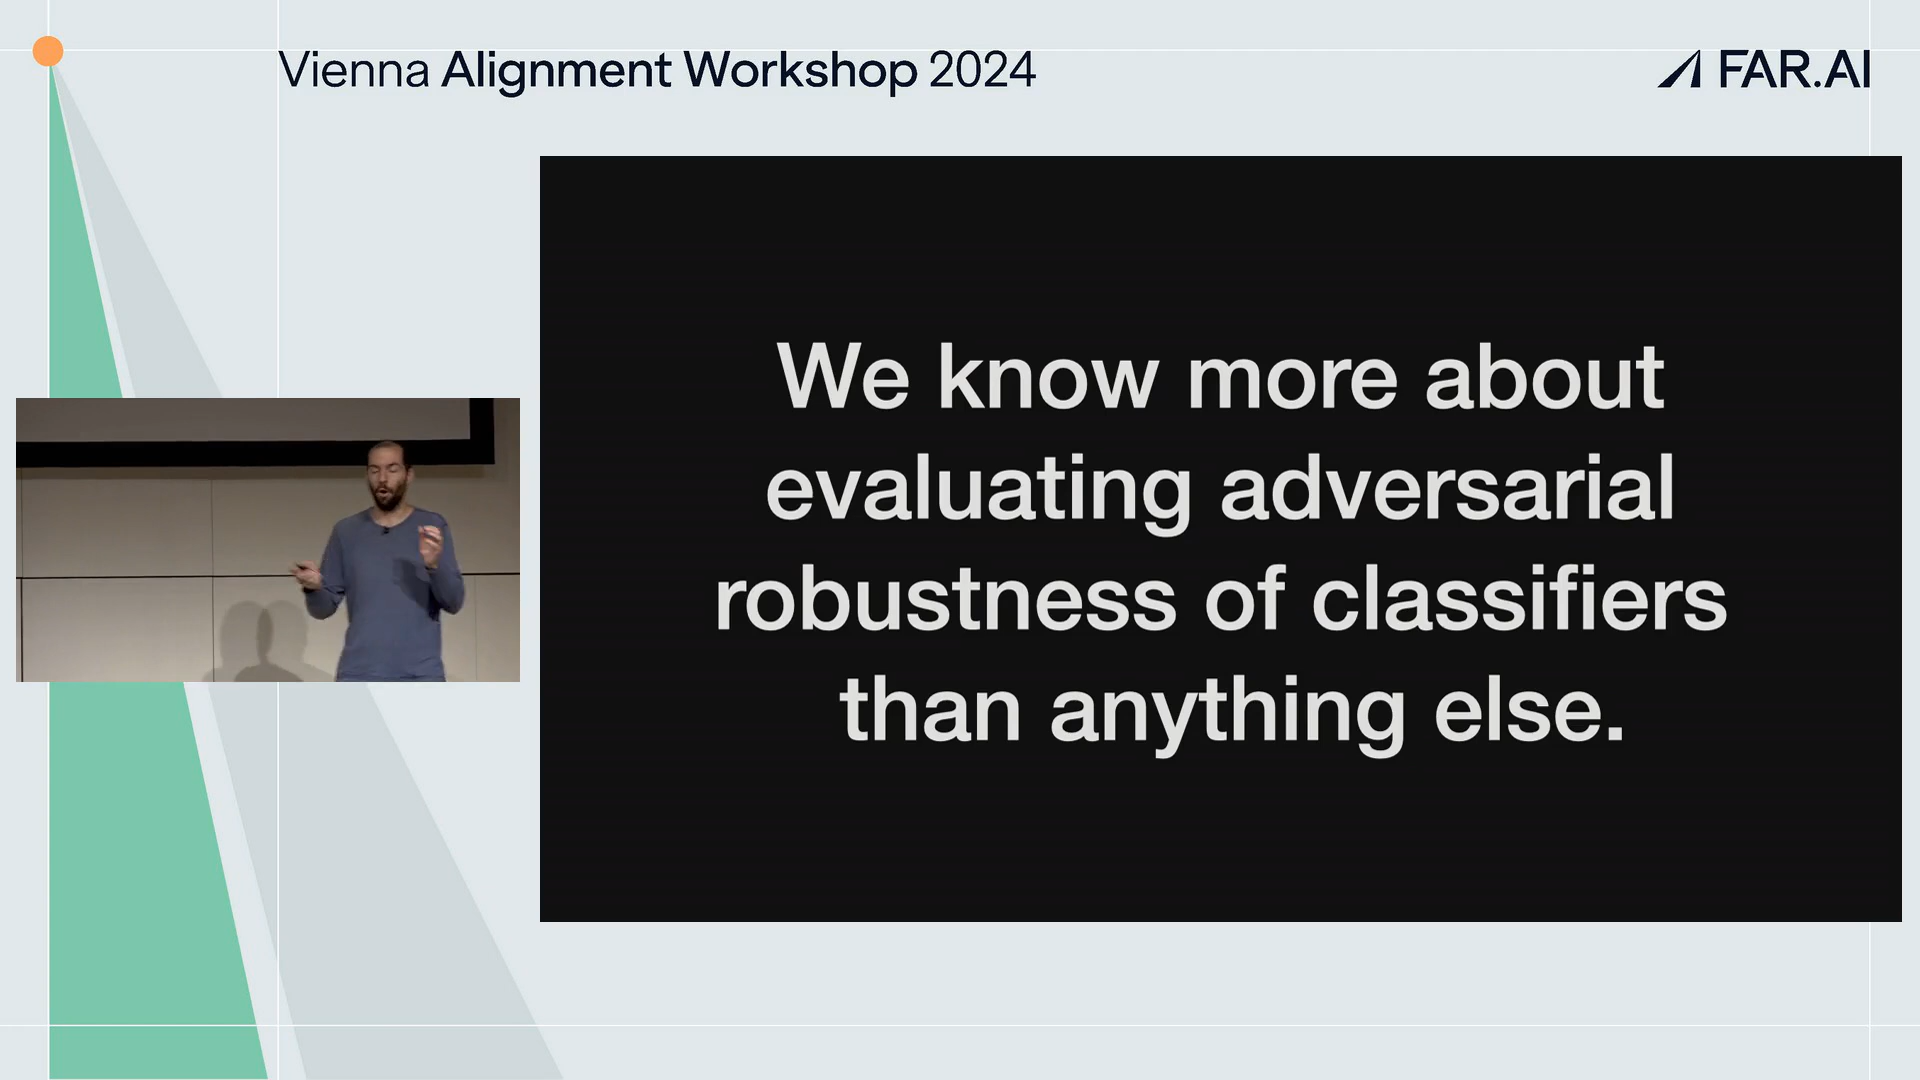 Vienna Alignment Workshop 2024
FAR.AI
We know more about
evaluating adversarial
robustness of classifiers
than anything else.